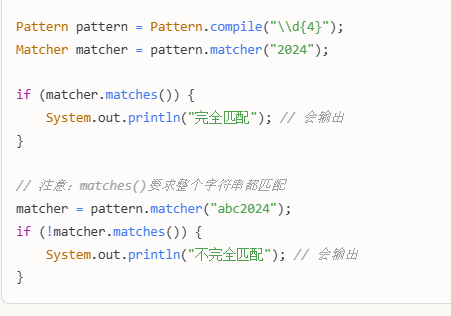 Pattern pattern = Pattern.compile("\\d{4}");
Matcher matcher = pattern.matcher("2024");
if (matcher.matches()) {
System.out.println("完全匹配"); // 会输出
}
// 注意：matches()要求整个字符串都匹配
matcher = pattern.matcher("abc2024");
if (!matcher.matches()) {
System.out.println("不完全匹配"); // 会输出
}